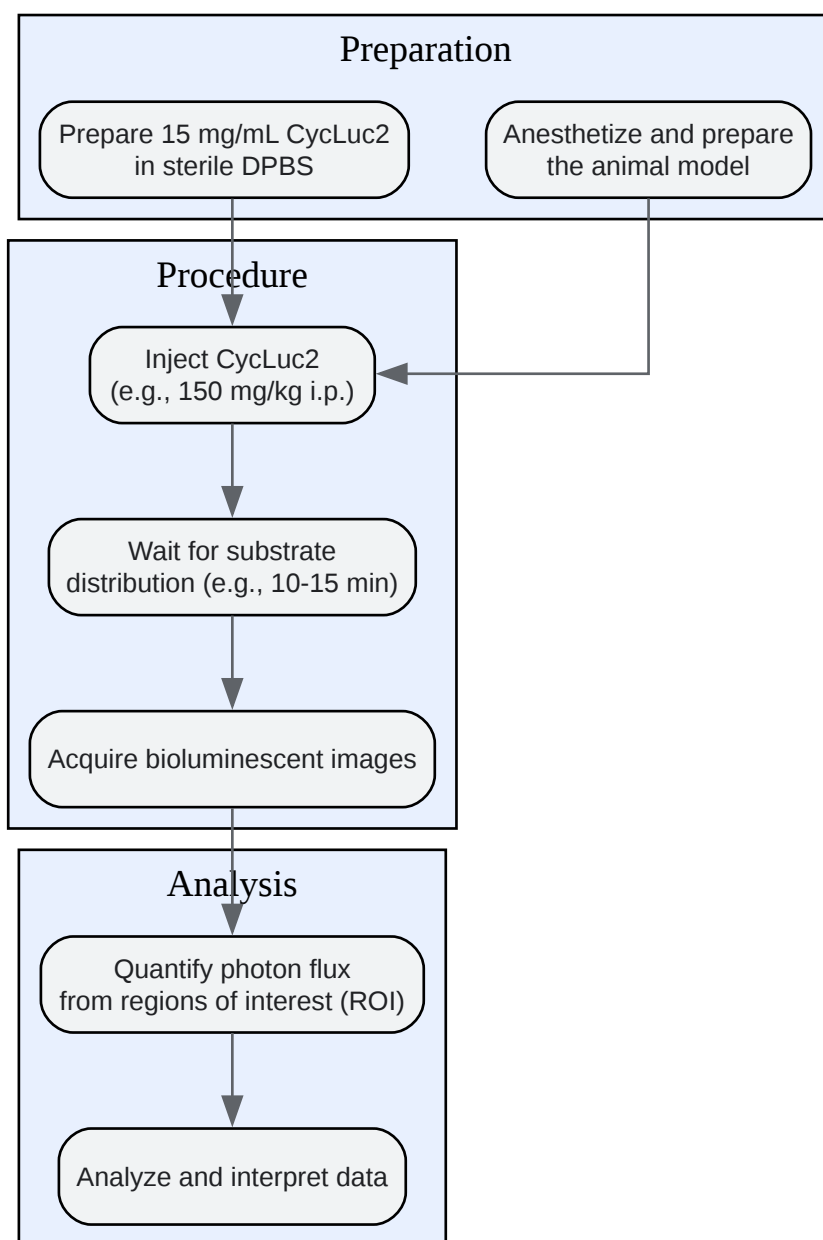 Preparation
Prepare 15 mg/mL CycLuc2
in sterile DPBS
Anesthetize and prepare
the animal model
Procedure
Inject CycLuc2
(e.g., 150 mg/kg i.p.)
Wait for substrate
distribution (e.g., 10-15 min)
Acquire bioluminescent images
Analysis
Quantify photon flux
from regions of interest (ROI)
Analyze and interpret data